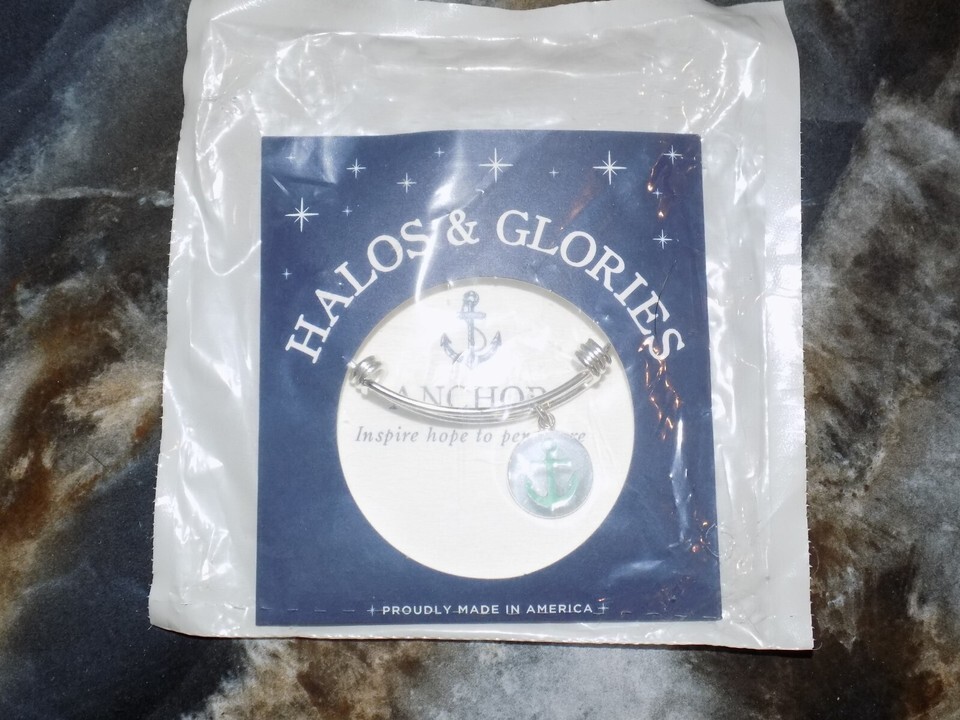 HALOS & GLORIES
ANCHOR
Inspire hope to
PROUDLY MADE IN AMERICA